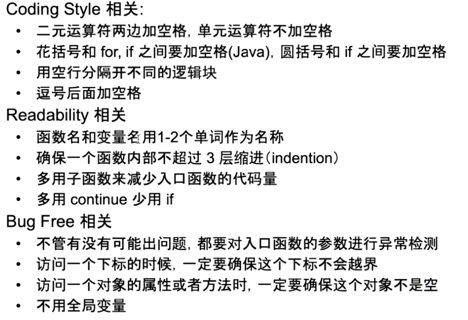 Coding Style 相关:
• 二元运算符两边加空格, 单元运算符不加空格
• 花括号和 for, if 之间要加空格(Java), 圆括号和 if 之间要加空格
• 用空行分隔开不同的逻辑块
• 逗号后面加空格
Readability 相关
• 函数名和变量名用1-2个单词作为名称
• 确保一个函数内部不超过 3 层缩进(indention)
• 多用子函数来减少入口函数的代码量
• 多用 continue 少用 if
Bug Free 相关
• 不管有没有可能出问题, 都要对入口函数的参数进行异常检测
• 访问一个下标的时候, 一定要确保这个下标不会越界
• 访问一个对象的属性或者方法时, 一定要确保这个对象不是空
• 不用全局变量